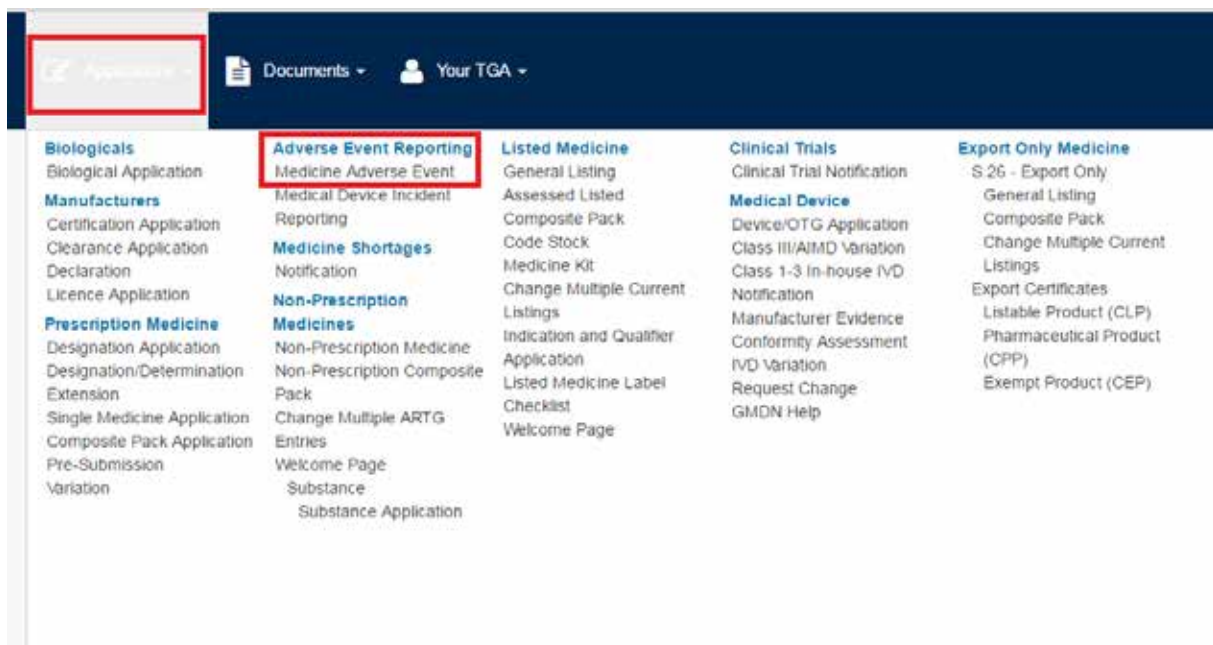 Applications
Documents
Your TGA
Biologicals
Biological Application
Manufacturers
Certification Application
Clearance Application
Declaration
Licence Application
Prescription Medicine
Designation Application
Designation/Determination
Extension
Single Medicine Application
Composite Pack Application
Pre-Submission
Variation
Adverse Event Reporting
Medicine Adverse Event
Medical Device Incident
Reporting
Medicine Shortages
Notification
Non-Prescription
Medicines
Non-Prescription Medicine
Non-Prescription Composite
Pack
Change Multiple ARTG
Entries
Welcome Page
Substance
Substance Application
Listed Medicine
General Listing
Assessed Listed
Composite Pack
Code Stock
Medicine Kit
Change Multiple Current
Listings
Indication and Qualifier
Application
Listed Medicine Label
Checklist
Welcome Page
Clinical Trials
Clinical Trial Notification
Medical Device
Device/OTG Application
Class III/AIMD Variation
Class 1-3 In-house IVD
Notification
Manufacturer Evidence
Conformity Assessment
IVD Variation
Request Change
GMDN Help
Export Only Medicine
S 26 - Export Only
General Listing
Composite Pack
Change Multiple Current
Listings
Export Certificates
Listable Product (CLP)
Pharmaceutical Product
(CPP)
Exempt Product (CEP)